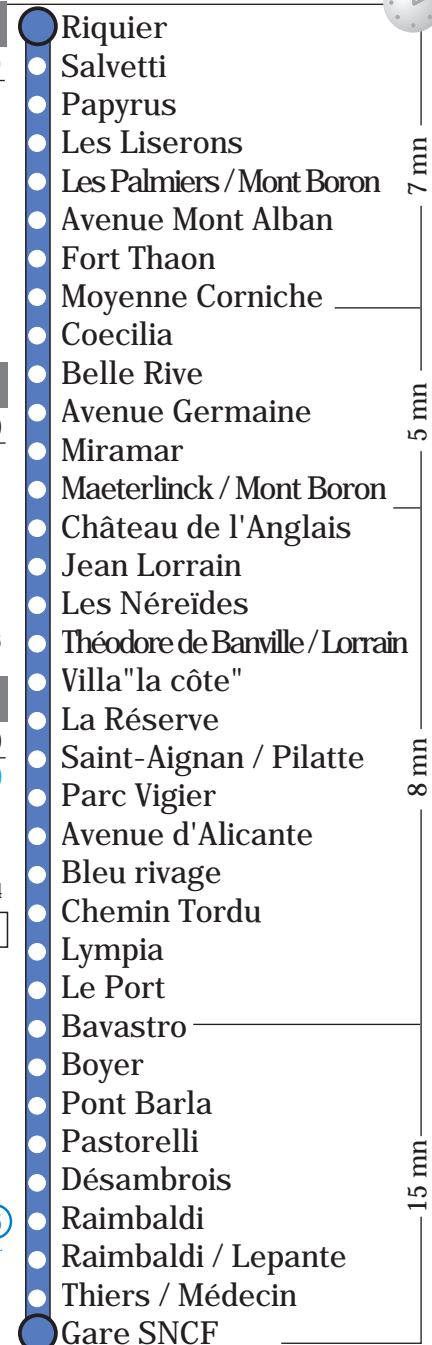 Riquier
Salvetti
Papyrus
Les Liserons
Les Palmiers / Mont Boron
Avenue Mont Alban
Fort Thaon
Moyenne Corniche
7 mn
Coecilia
Belle Rive
Avenue Germaine
Miramar
Maeterlinck / Mont Boron
5 mn
Château de l'Anglais
Jean Lorrain
Les Néreïdes
Théodore de Banville / Lorrain
Villa"la côte"
La Réserve
Saint-Aignan / Pilatte
Parc Vigier
Avenue d'Alicante
Bleu rivage
Chemin Tordu
Lympia
Le Port
Bavastro
8 mn
Boyer
Pont Barla
Pastorelli
Désambrois
Raimbaldi
Raimbaldi / Lepante
Thiers / Médecin
Gare SNCF
15 mn